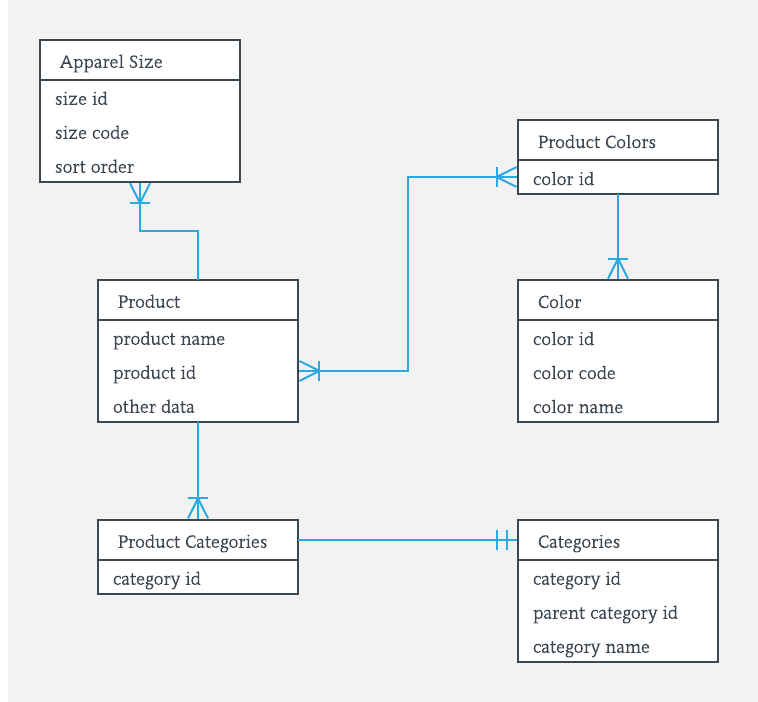 Apparel Size
size id
size code
sort order
Product Colors
color id
Product
product name
product id
other data
Color
color id
color code
color name
Product Categories
category id
Categories
category id
parent category id
category name